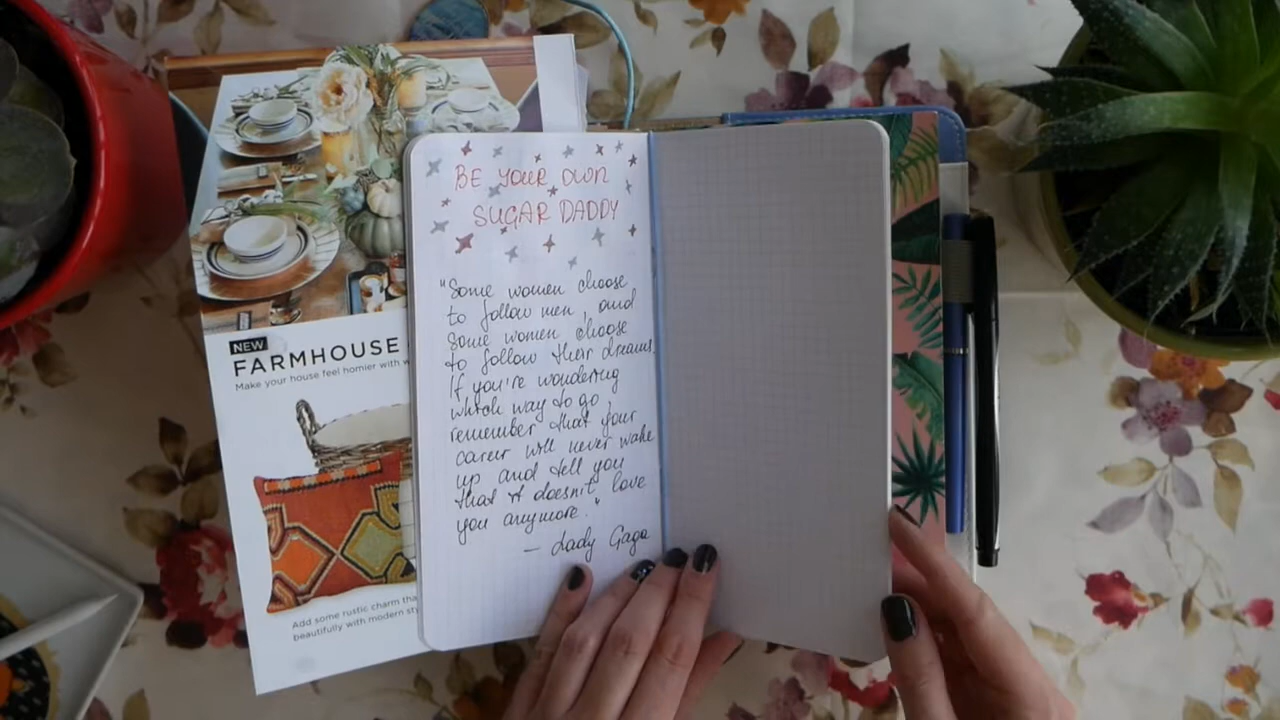 BE YOUR OWN
SUGAR DADDY
"Some women choose
to follow men, and
some women choose
to follow their dreams.
If you're wondering
which way to go,
remember that your
career will never wake
up and tell you
that it doesn't love
you anymore."
— Lady Gaga
NEW
FARMHOUSE
Make your house feel homier with
Add some rustic charm
beautifully with modern